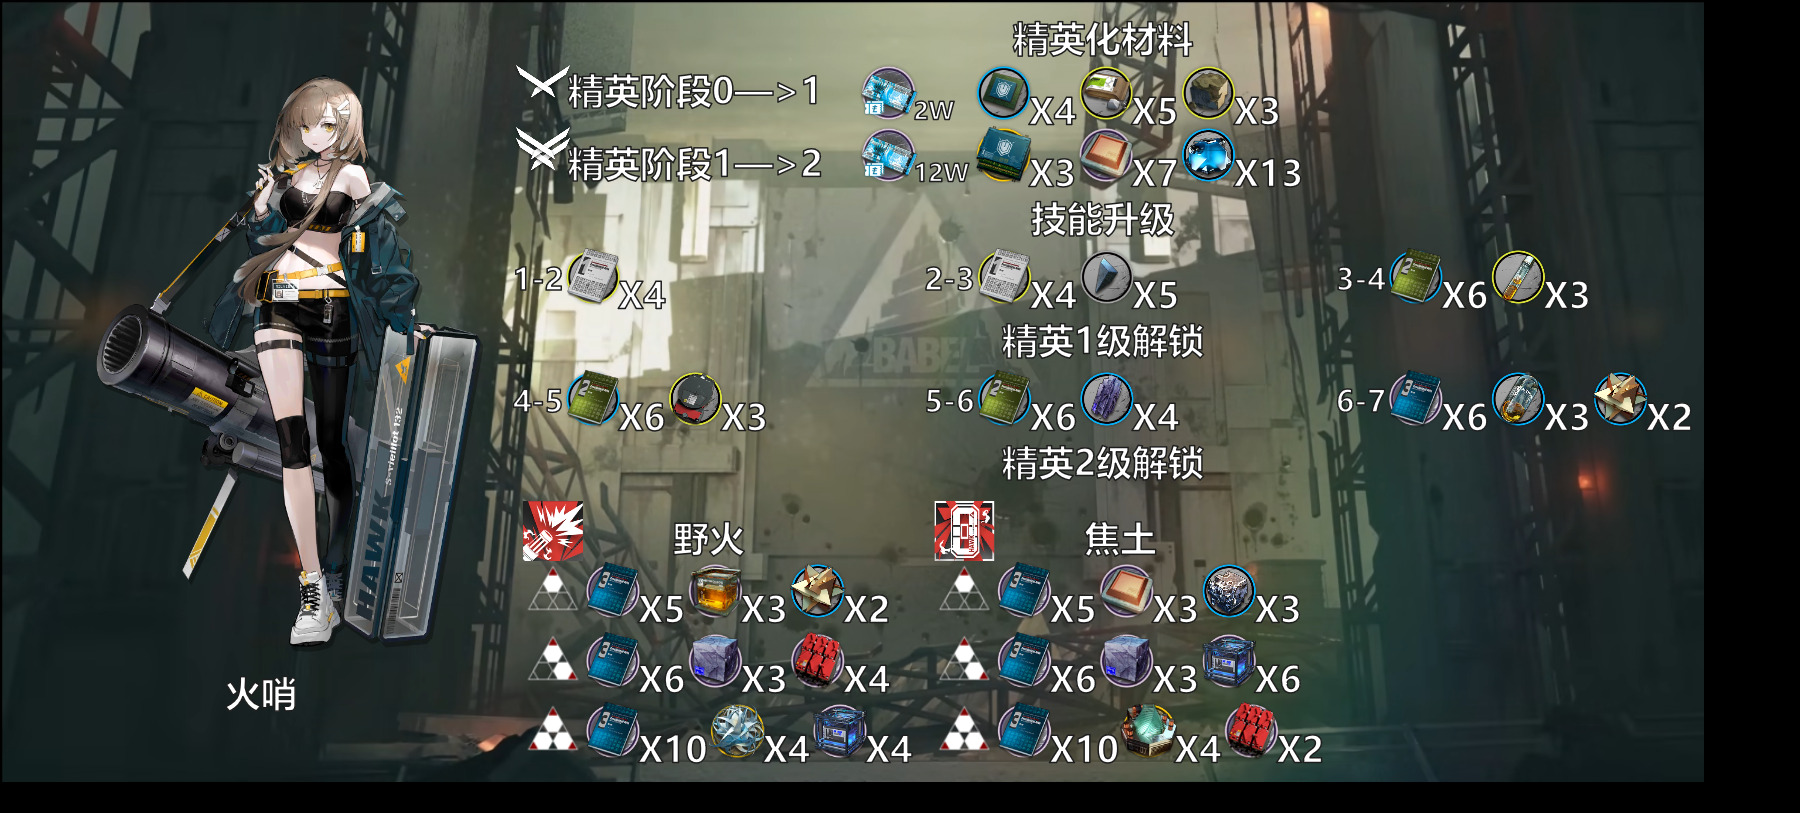 精英化材料
精英阶段0—>1 2W X4 X5 X3
精英阶段1—>2 12W X3 X7 X13
技能升级
1-2 X4 2-3 X4 X5 3-4 X6 X3
精英1级解锁
4-5 X6 X3 5-6 X6 X4 6-7 X6 X3 X2
精英2级解锁
野火 焦土
X5 X3 X2 X5 X3 X3
X6 X3 X4 X6 X3 X6
X10 X4 X4 X10 X4 X2
火哨
BABEL
HAWK